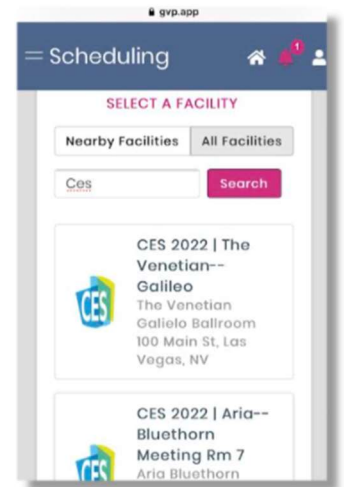 gvp.app
Scheduling
1
SELECT A FACILITY
Nearby Facilities All Facilities
Ces Search
CES CES 2022 | The
Venetian--
Galileo
The Venetian
Galielo Ballroom
100 Main St, Las
Vegas, NV
CES 2022 | Aria--
Bluethorn
Meeting Rm 7
CES Aria Bluethorn